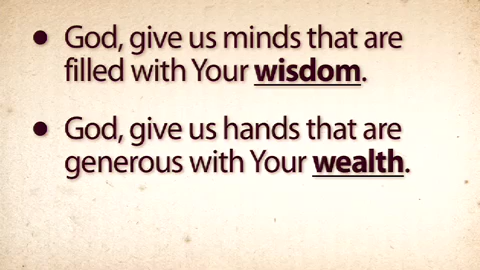 • God, give us minds that are
filled with Your wisdom.
• God, give us hands that are
generous with Your wealth.